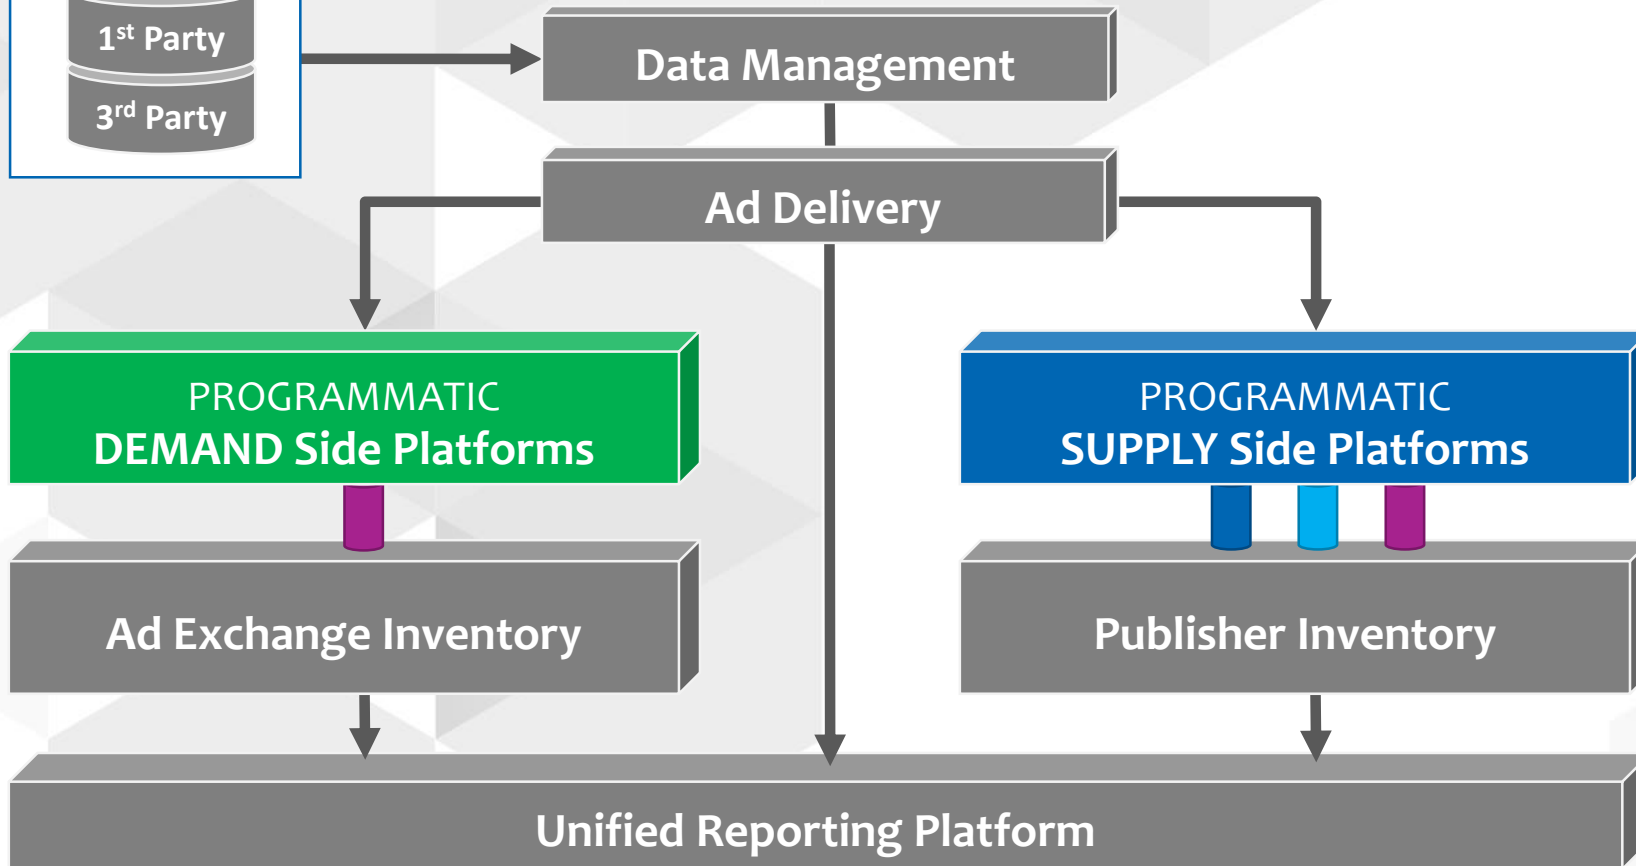 1st Party
3rd Party
Data Management
Ad Delivery
PROGRAMMATIC
DEMAND Side Platforms
PROGRAMMATIC
SUPPLY Side Platforms
Ad Exchange Inventory
Publisher Inventory
Unified Reporting Platform